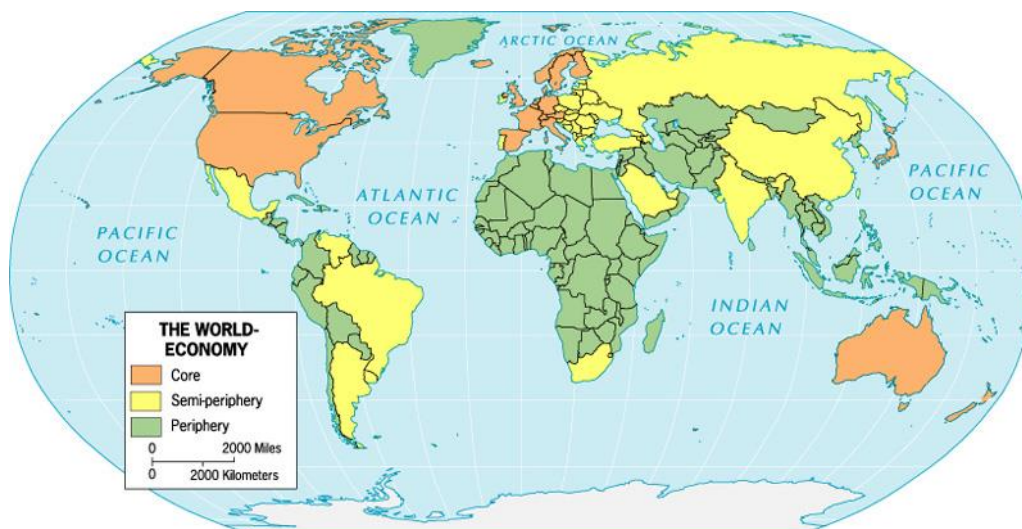 ARCTIC OCEAN
ATLANTIC
OCEAN
PACIFIC
OCEAN
PACIFIC
OCEAN
INDIAN
OCEAN
THE WORLD-
ECONOMY
Core
Semi-periphery
Periphery
0 2000 Miles
0 2000 Kilometers